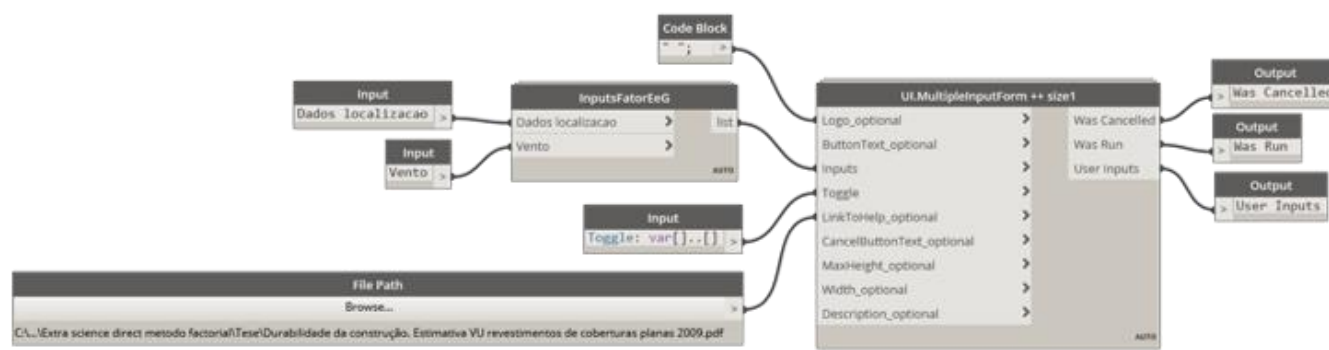 Code Block
" ";
>
Input
Dados localizacao >
Input
Vento >
InputsFatorEeG
Dados localizacao > list
Vento >
AUTO
Input
Toggle: var[]..[] >
File Path
Browse...
>
C:\...\Extra science direct metodo factorial\Tese\Durabilidade da construção. Estimativa VU revestimentos de coberturas planas 2009.pdf
UI.MultipleInputForm ++ size1
Logo_optional > Was Cancelled
ButtonText_optional > Was Run
Inputs > User Inputs
Toggle >
LinkToHelp_optional >
CancelButtonText_optional >
MaxHeight_optional >
Width_optional >
Description_optional >
AUTO
Output
> Was Cancelled
Output
> Was Run
Output
> User Inputs